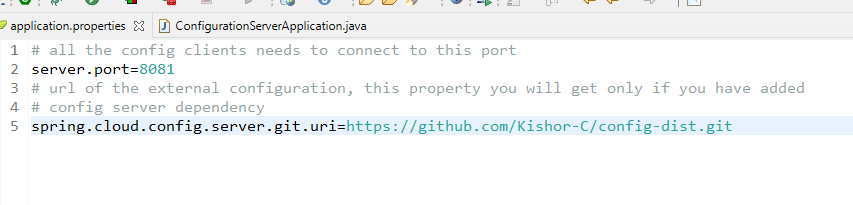 application.properties ConfigurationServerApplication.java
1 # all the config clients needs to connect to this port
2 server.port=8081
3 # url of the external configuration, this property you will get only if you have added
4 # config server dependency
5 spring.cloud.config.server.git.uri=https://github.com/Kishor-C/config-dist.git